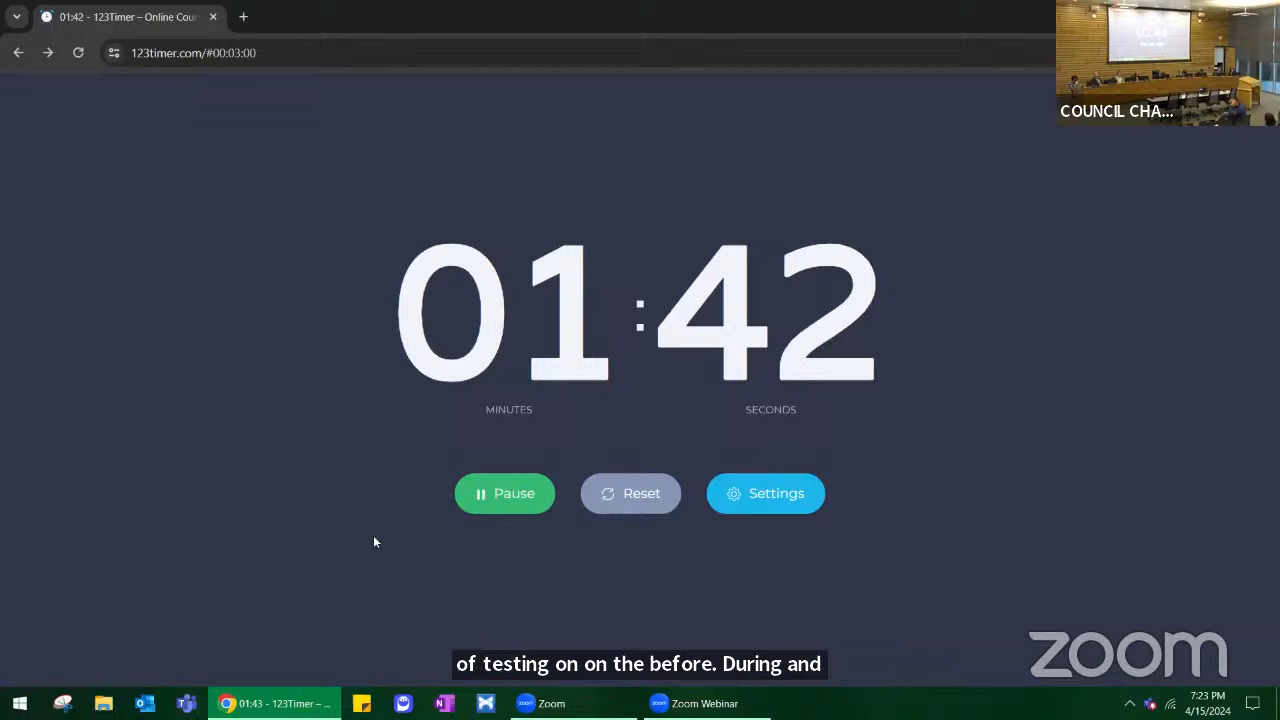 01:42 - 123Timer – Online Cou
123timer.com/#00:03:00
01:43
COUNCIL CHA...
01:42
MINUTES
SECONDS
Pause
Reset
Settings
of testing on on the before. During and
zoom
01:43 - 123Timer – ...
Zoom
Zoom Webinar
7:23 PM
4/15/2024